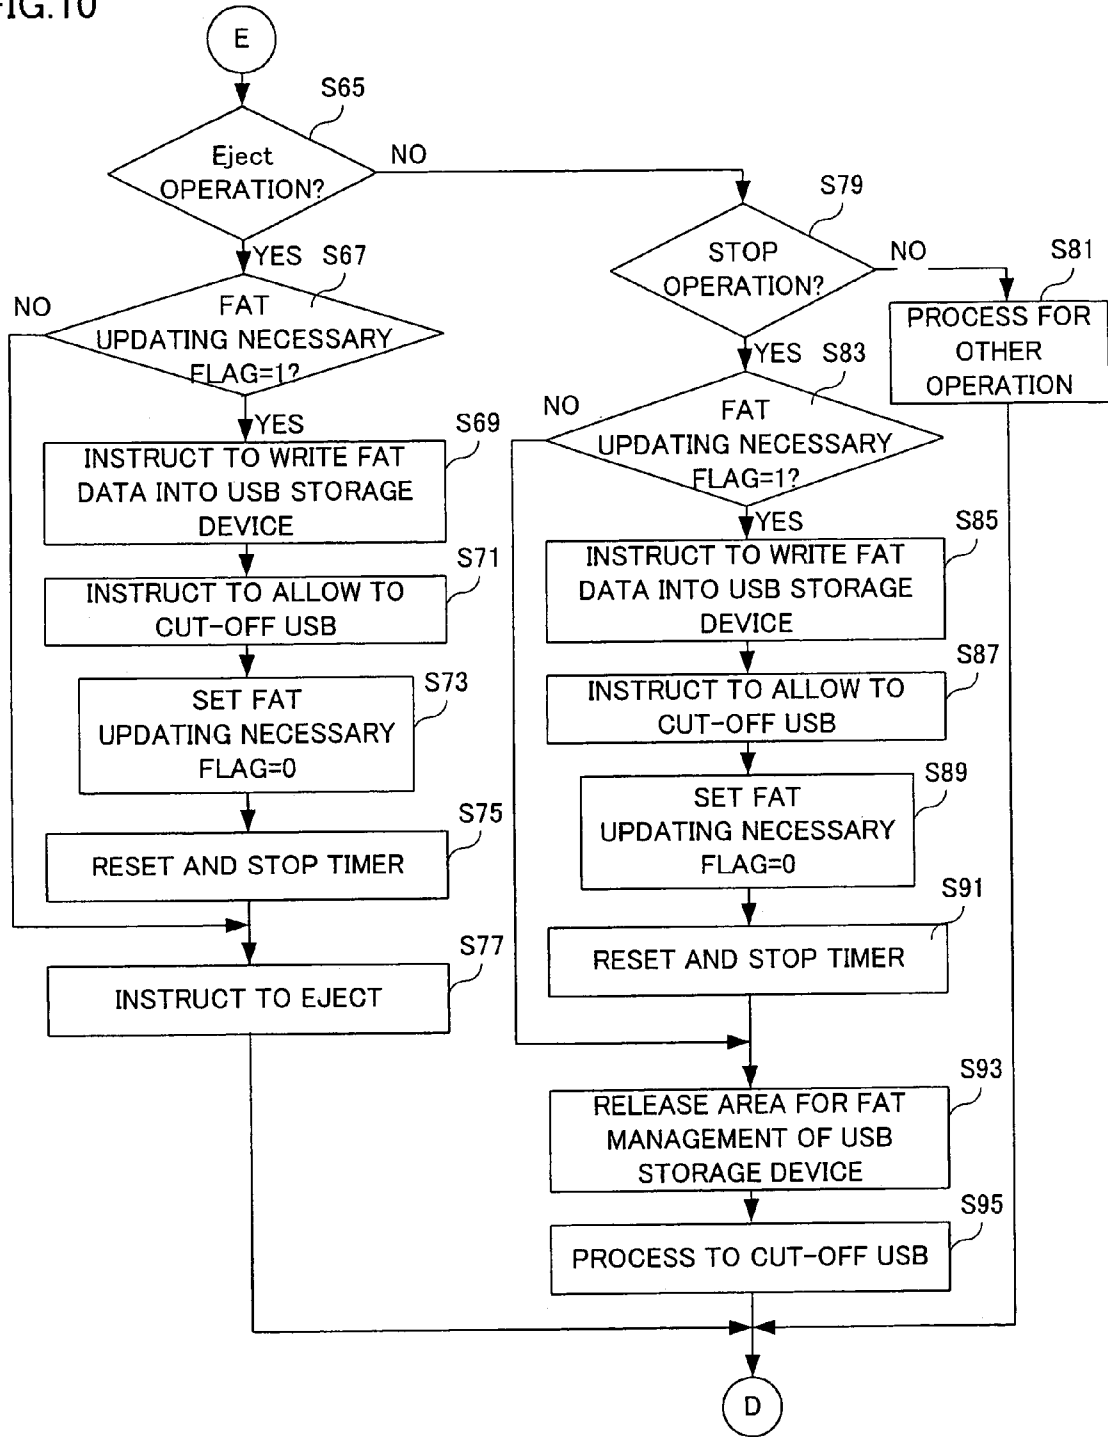 FIG.10
E
S65
Eject
OPERATION?
NO
YES
S67
NO
FAT
UPDATING NECESSARY
FLAG=1?
YES
S69
INSTRUCT TO WRITE FAT
DATA INTO USB STORAGE
DEVICE
S71
INSTRUCT TO ALLOW TO
CUT-OFF USB
S73
SET FAT
UPDATING NECESSARY
FLAG=0
S75
RESET AND STOP TIMER
S77
INSTRUCT TO EJECT
S79
STOP
OPERATION?
NO
S81
PROCESS FOR
OTHER
OPERATION
YES
S83
NO
FAT
UPDATING NECESSARY
FLAG=1?
YES
S85
INSTRUCT TO WRITE FAT
DATA INTO USB STORAGE
DEVICE
S87
INSTRUCT TO ALLOW TO
CUT-OFF USB
S89
SET FAT
UPDATING NECESSARY
FLAG=0
S91
RESET AND STOP TIMER
S93
RELEASE AREA FOR FAT
MANAGEMENT OF USB
STORAGE DEVICE
S95
PROCESS TO CUT-OFF USB
D